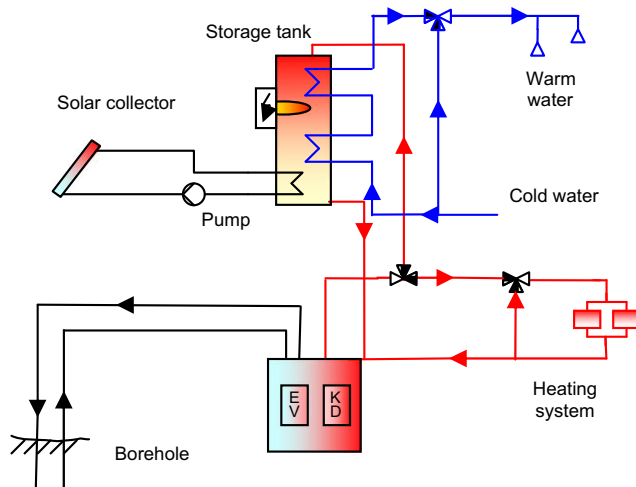 Storage tank
Solar collector
Warm
water
Pump
Cold water
E
V
K
D
Heating
system
Borehole